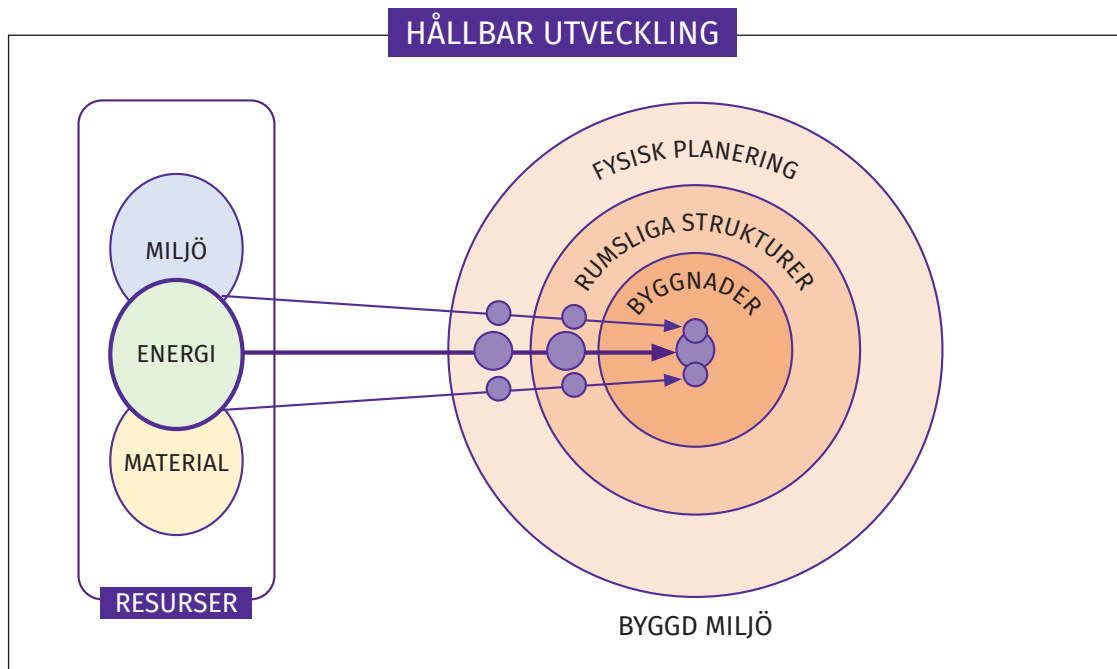 HÅLLBAR UTVECKLING
MILJÖ
ENERGI
MATERIAL
RESURSER
FYSISK PLANERING
RUMSLIGA STRUKTURER
BYGGNADER
BYGGD MILJÖ